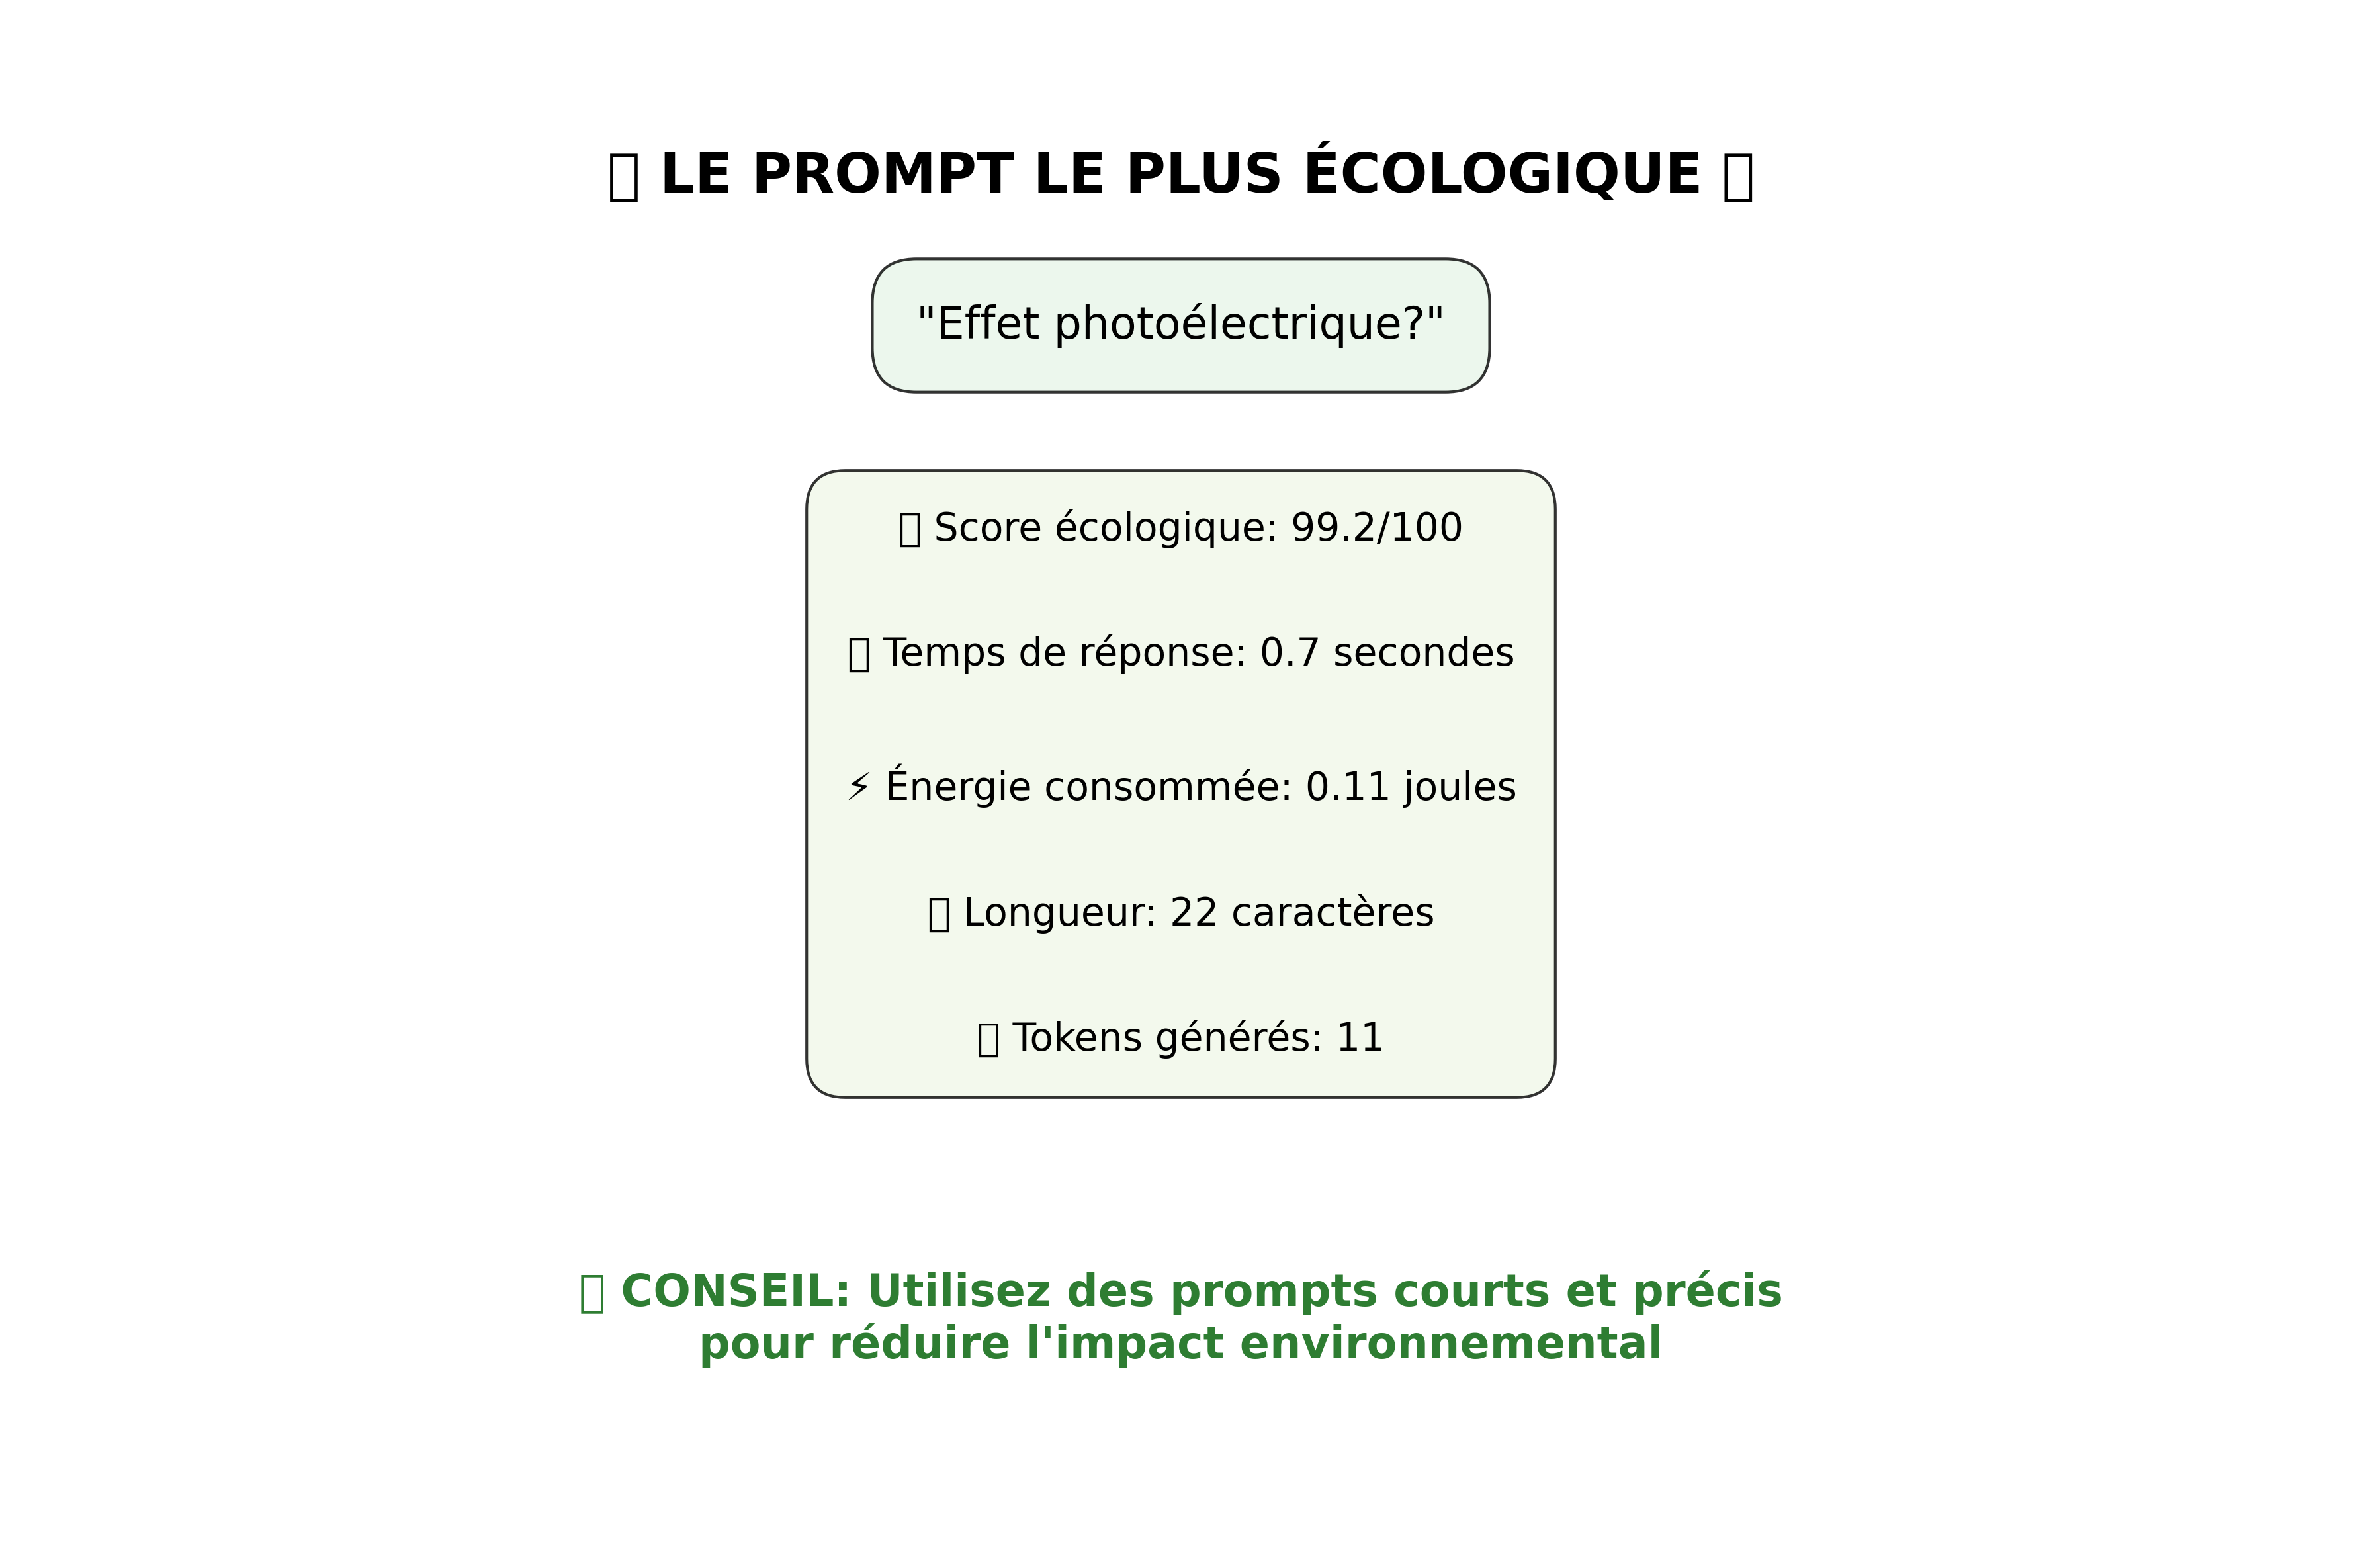 LE PROMPT LE PLUS ÉCOLOGIQUE
"Effet photoélectrique?"
Score écologique: 99.2/100
Temps de réponse: 0.7 secondes
⚡ Énergie consommée: 0.11 joules
Longueur: 22 caractères
Tokens générés: 11
CONSEIL: Utilisez des prompts courts et précis
pour réduire l'impact environnemental